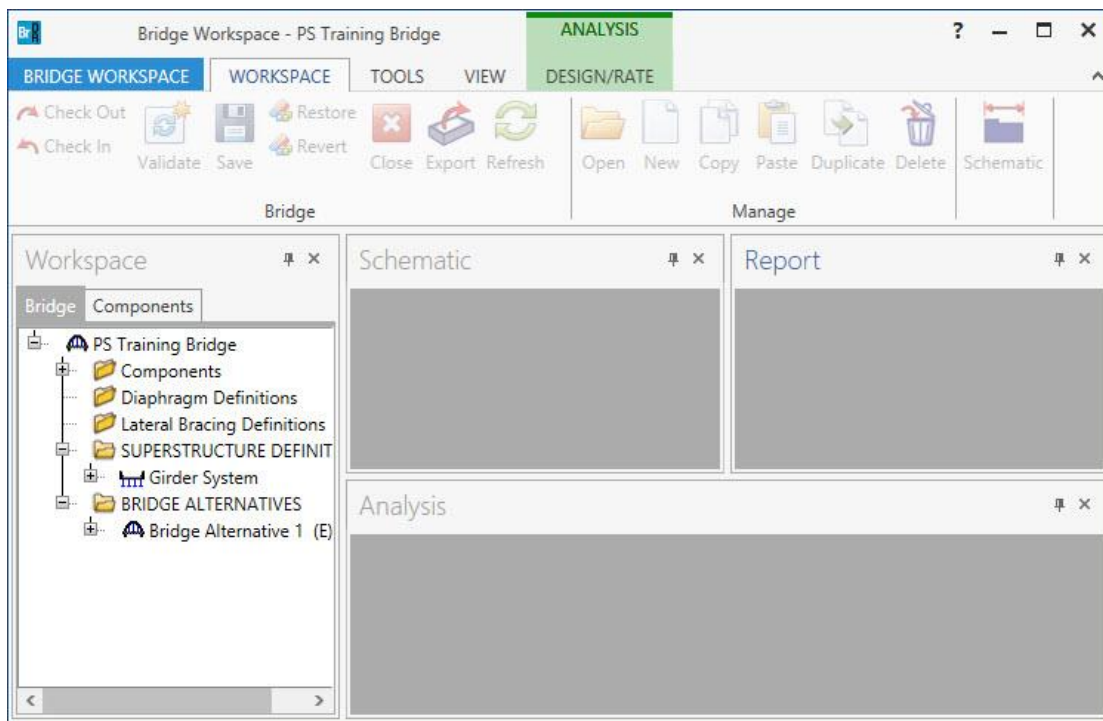 Br DR Bridge Workspace - PS Training Bridge ANALYSIS ?
BRIDGE WORKSPACE WORKSPACE TOOLS VIEW DESIGN/RATE
Check Out
Check In
Validate
Save
Restore
Revert
Close Export Refresh
Bridge
Open New Copy Paste Duplicate Delete
Manage
Schematic
Workspace
Bridge Components
PS Training Bridge
Components
Diaphragm Definitions
Lateral Bracing Definitions
SUPERSTRUCTURE DEFINIT
Girder System
BRIDGE ALTERNATIVES
Bridge Alternative 1 (E)
Schematic
Report
Analysis